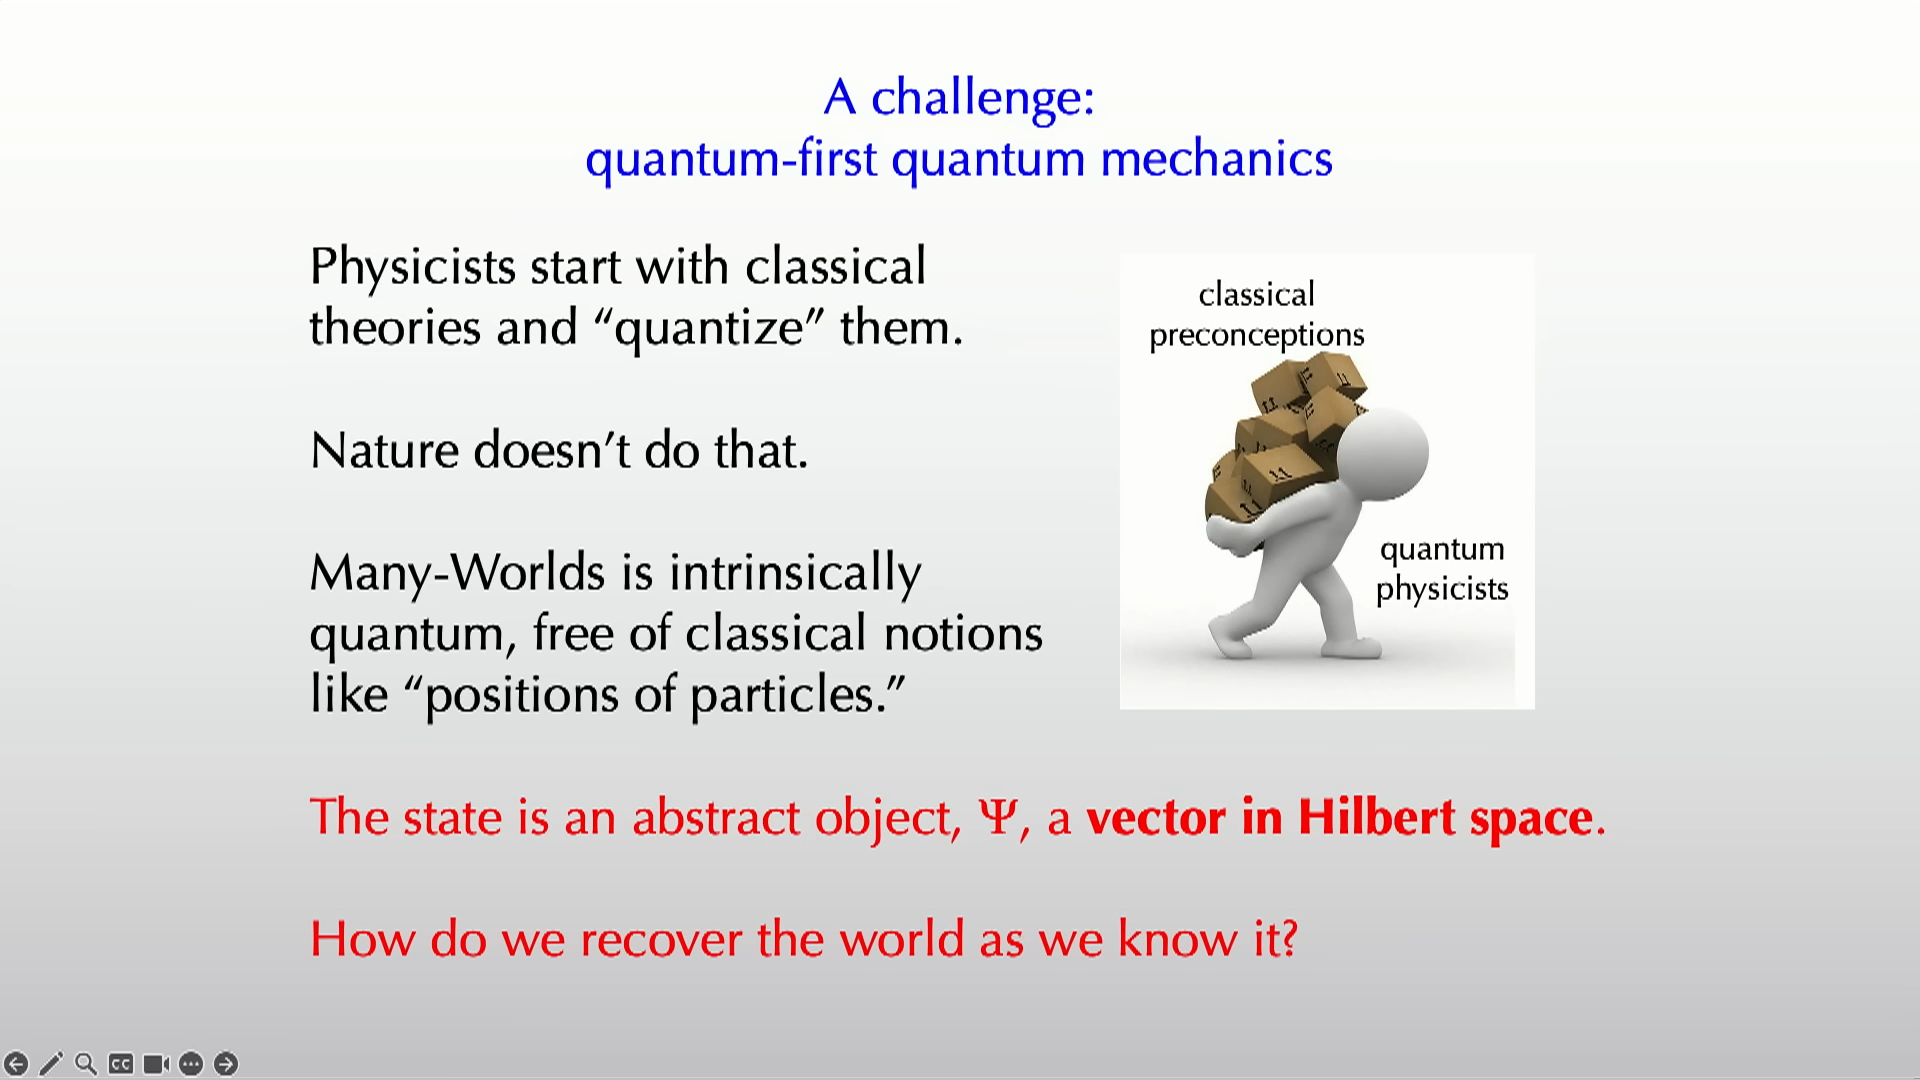 A challenge:
quantum-first quantum mechanics
Physicists start with classical
theories and “quantize” them.
Nature doesn’t do that.
Many-Worlds is intrinsically
quantum, free of classical notions
like “positions of particles.”
classical
preconceptions
quantum
physicists
The state is an abstract object, Ψ, a vector in Hilbert space.
How do we recover the world as we know it?
CC